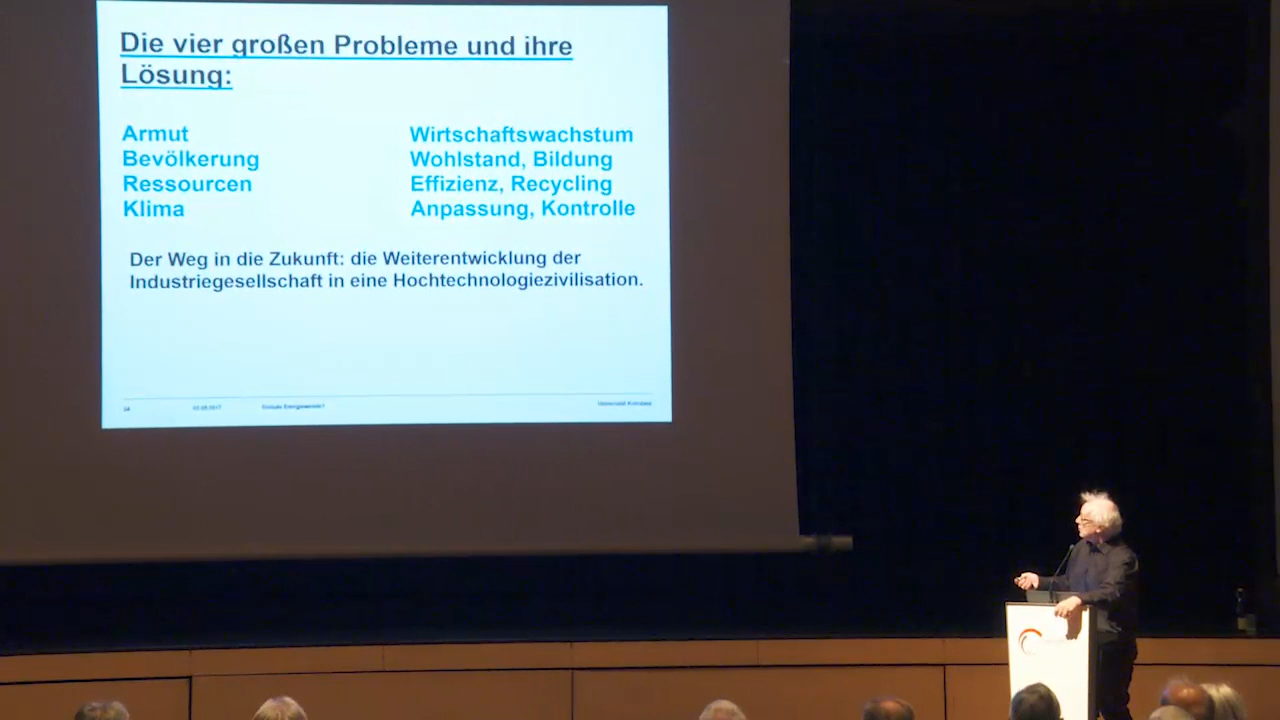 Die vier großen Probleme und ihre
Lösung:
Armut Wirtschaftswachstum
Bevölkerung Wohlstand, Bildung
Ressourcen Effizienz, Recycling
Klima Anpassung, Kontrolle
Der Weg in die Zukunft: die Weiterentwicklung der
Industriegesellschaft in eine Hochtechnologiezivilisation.